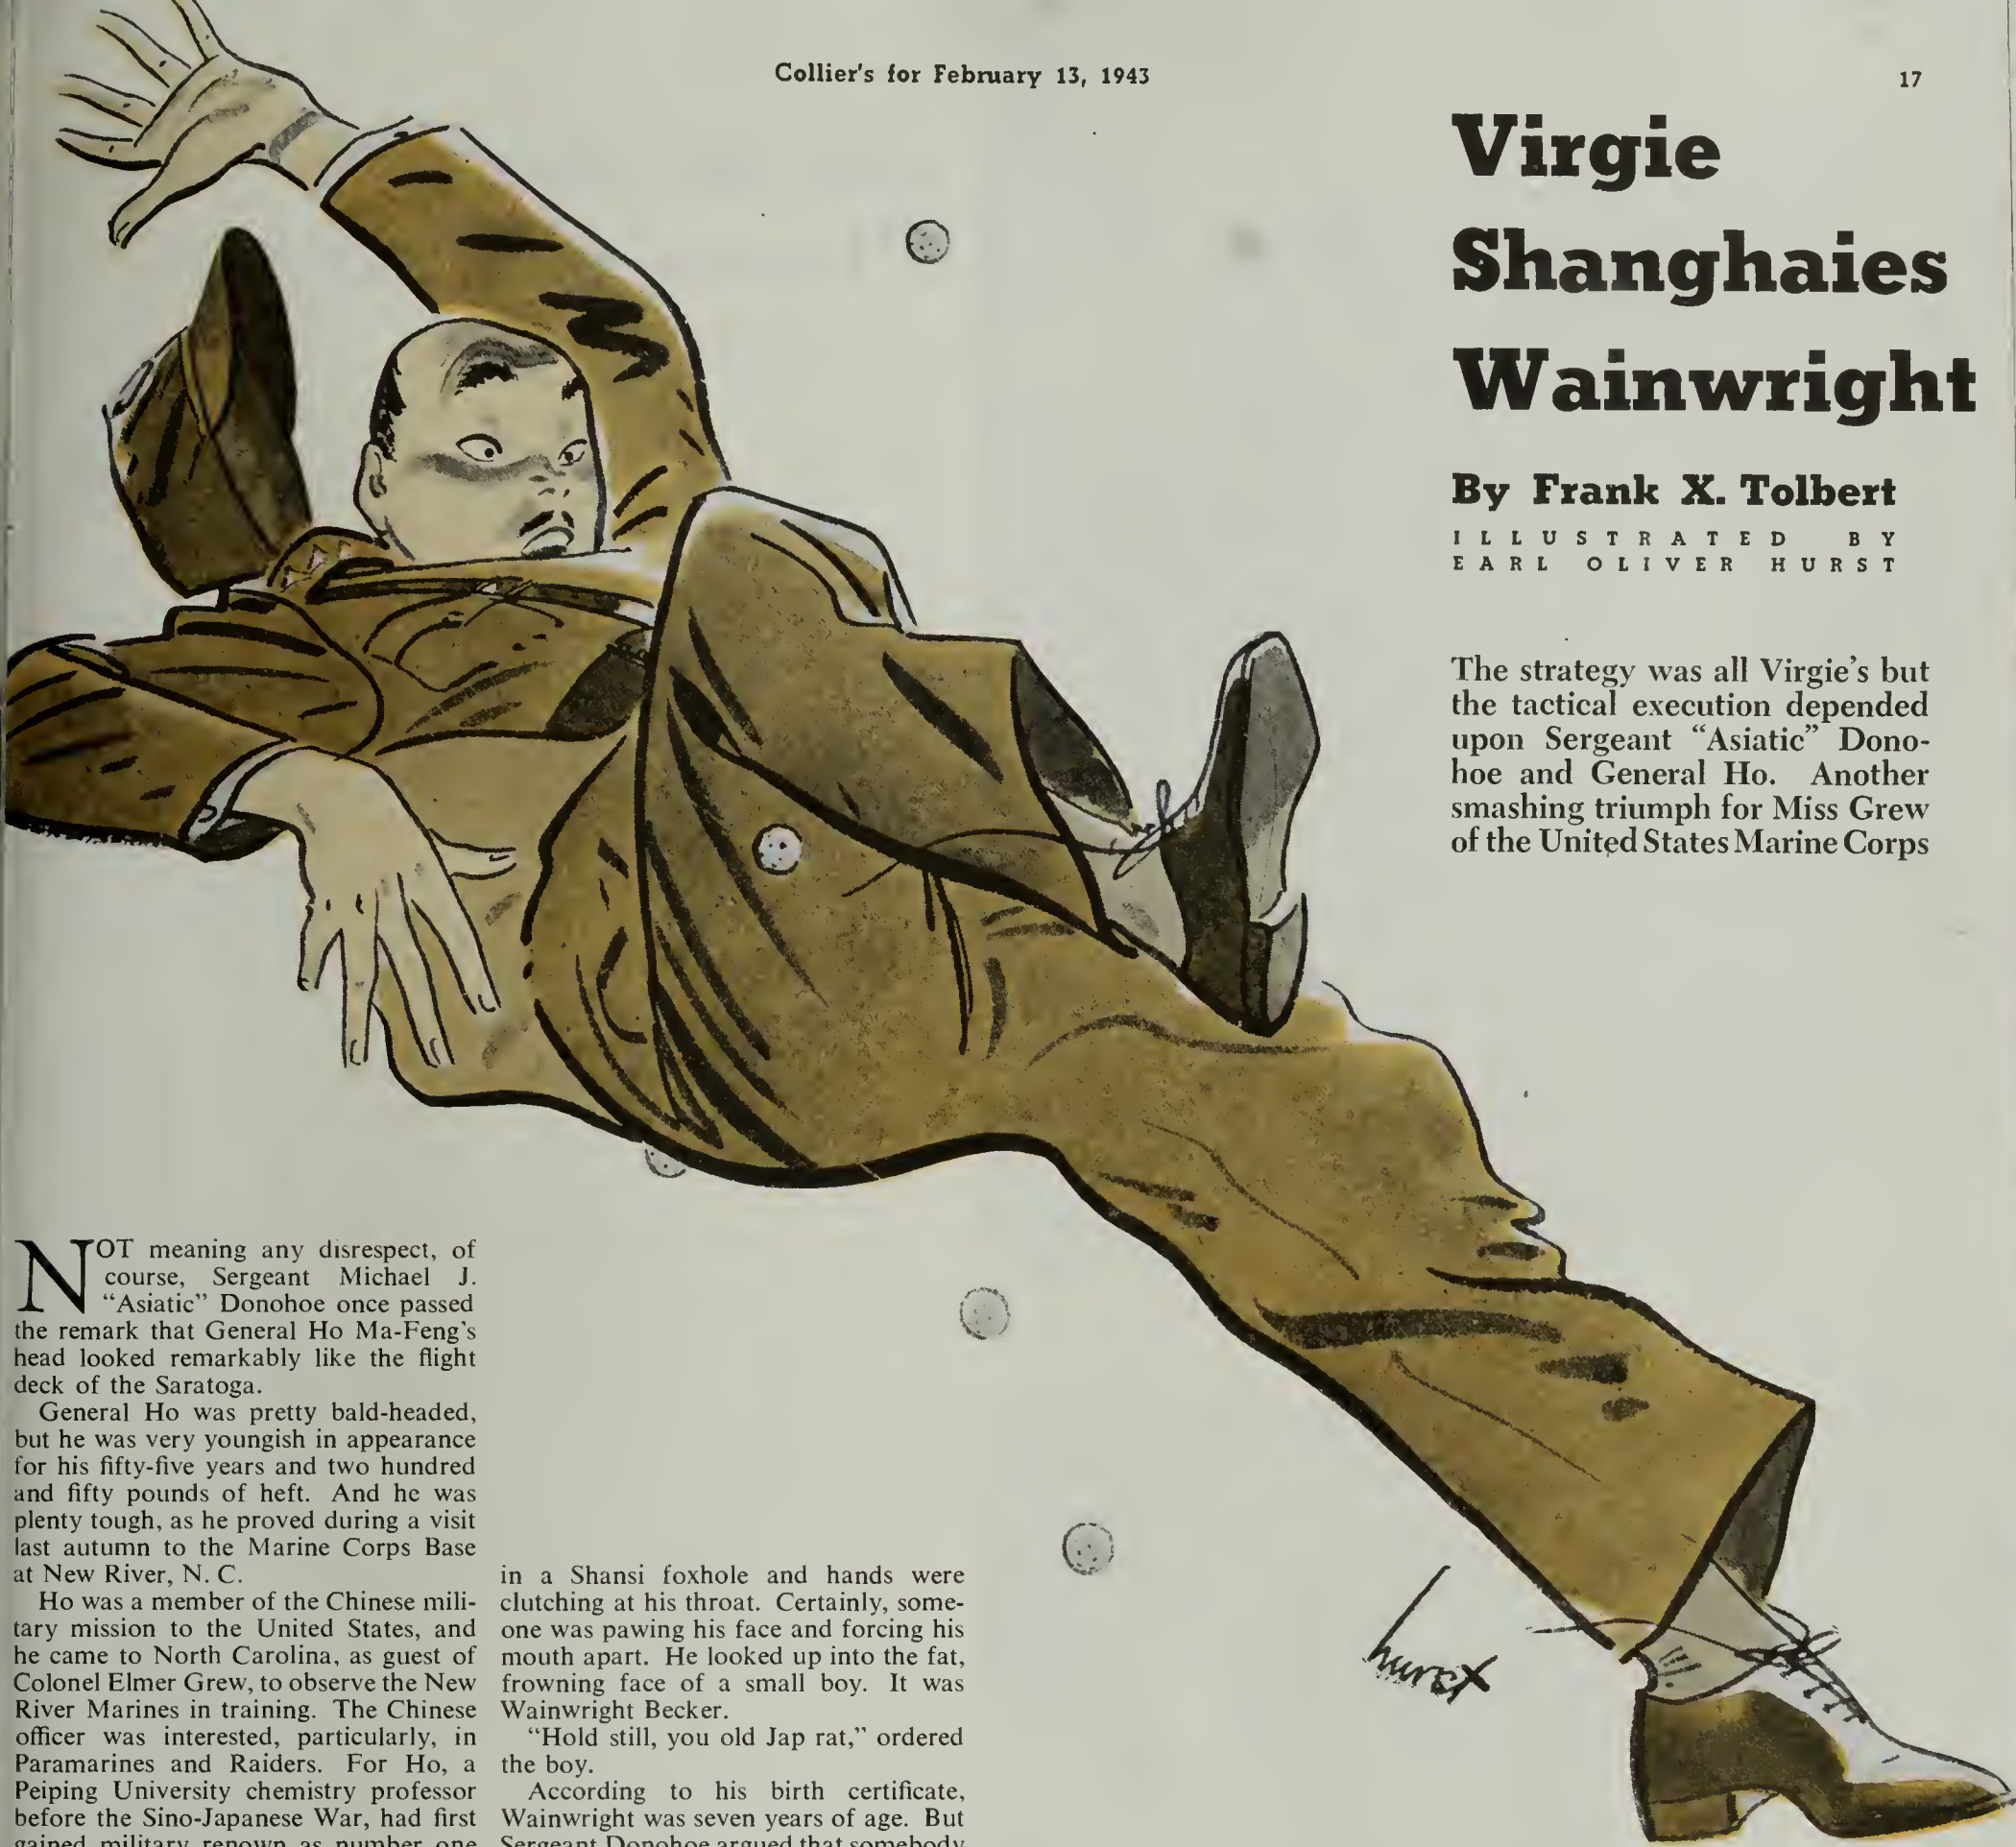 Collier's for February 13, 1943
17
Virgie
Shanghaies
Wainwright
By Frank X. Tolbert
ILLUSTRATED BY
EARL OLIVER HURST
The strategy was all Virgie's but
the tactical execution depended
upon Sergeant “Asiatic” Dono-
hoe and General Ho. Another
smashing triumph for Miss Grew
of the United States Marine Corps
NOT meaning any disrespect, of
course, Sergeant Michael J.
“Asiatic” Donohoe once passed
the remark that General Ho Ma-Feng's
head looked remarkably like the flight
deck of the Saratoga.
General Ho was pretty bald-headed,
but he was very youngish in appearance
for his fifty-five years and two hundred
and fifty pounds of heft. And he was
plenty tough, as he proved during a visit
last autumn to the Marine Corps Base
at New River, N. C.
Ho was a member of the Chinese mili-
tary mission to the United States, and
he came to North Carolina, as guest of
Colonel Elmer Grew, to observe the New
River Marines in training. The Chinese
officer was interested, particularly, in
Paramarines and Raiders. For Ho, a
Peiping University chemistry professor
before the Sino-Japanese War, had first
gained military renown as number one
in a Shansi foxhole and hands were
clutching at his throat. Certainly, some-
one was pawing his face and forcing his
mouth apart. He looked up into the fat,
frowning face of a small boy. It was
Wainwright Becker.
“Hold still, you old Jap rat,” ordered
the boy.
According to his birth certificate,
Wainwright was seven years of age. But
Sergeant Donohoe argued that somebody
hurst